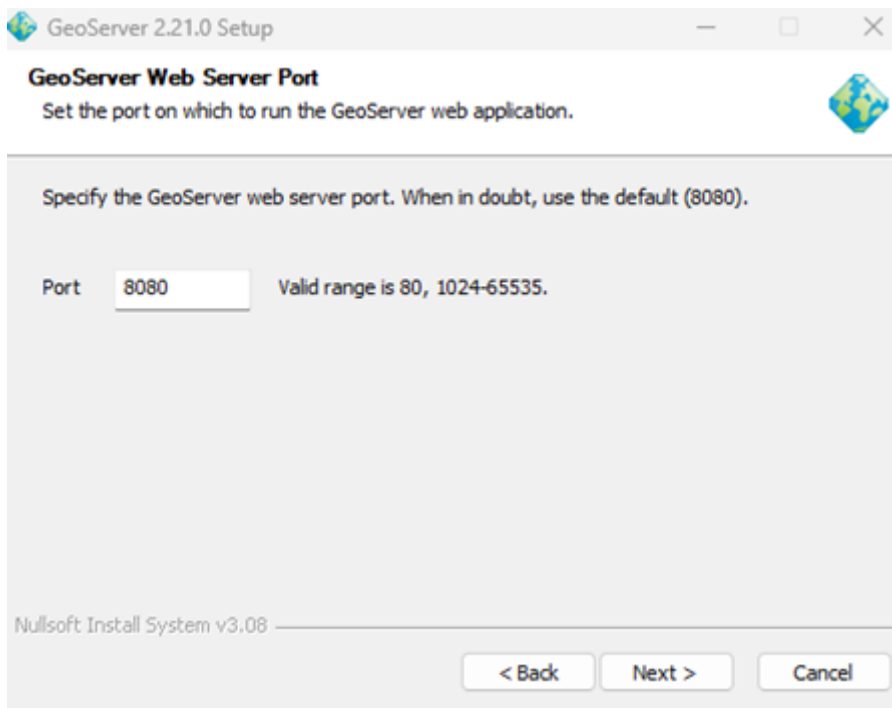 GeoServer 2.21.0 Setup
GeoServer Web Server Port
Set the port on which to run the GeoServer web application.
Specify the GeoServer web server port. When in doubt, use the default (8080).
Port 8080 Valid range is 80, 1024-65535.
Nullsoft Install System v3.08
< Back Next > Cancel